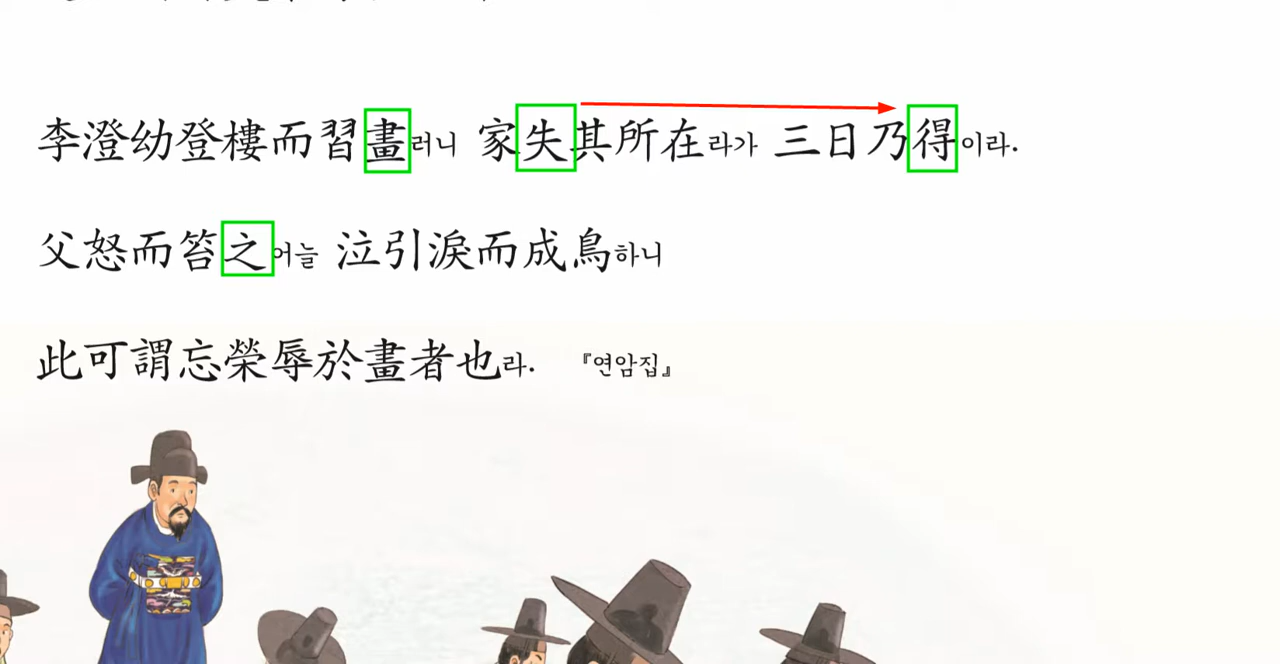 李澄幼登樓而習畫러니 家失其所在라가 三日乃得이라.
父怒而笞之어늘 泣引淚而成鳥하니
此可謂忘榮辱於畫者也라. 『연암집』